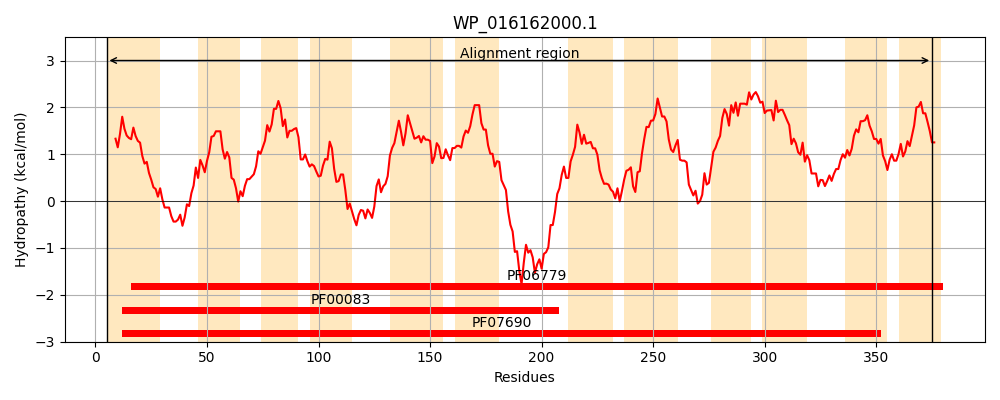 WP_016162000.1
Alignment region
Hydropathy (kcal/mol)
3
2
1
0
−1
−2
−3
PF06779
PF00083
PF07690
0 50 100 150 200 250 300 350
Residues